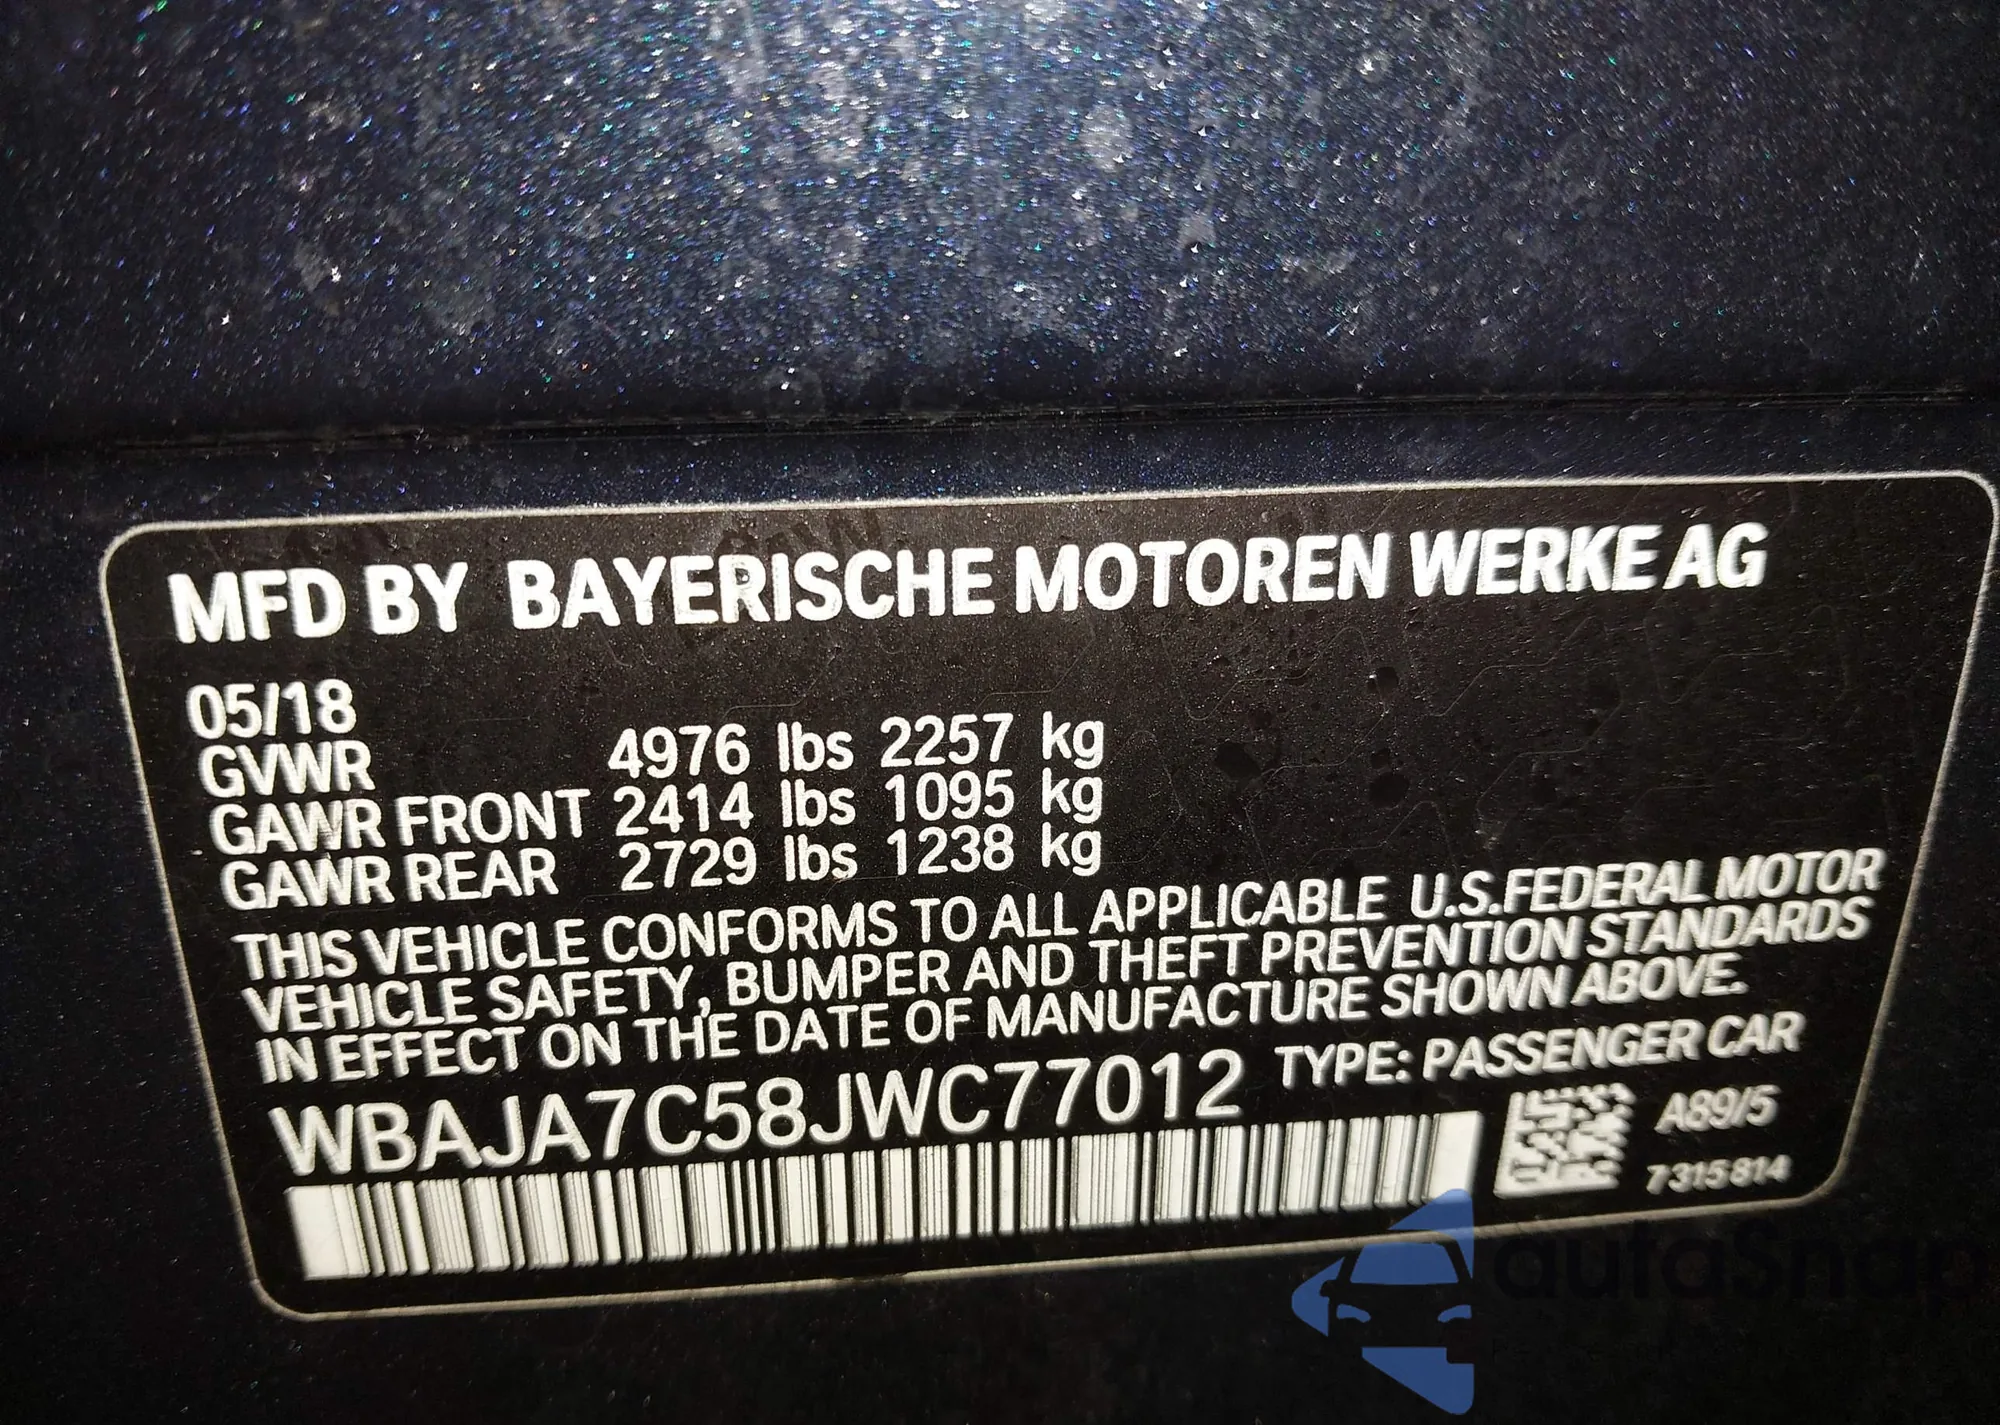 MFD BY BAYERISCHE MOTOREN WERKE AG
05/18
GVWR 4976 lbs 2257 kg
GAWR FRONT 2414 lbs 1095 kg
GAWR REAR 2729 lbs 1238 kg
THIS VEHICLE CONFORMS TO ALL APPLICABLE U.S.FEDERAL MOTOR
VEHICLE SAFETY, BUMPER AND THEFT PREVENTION STANDARDS
IN EFFECT ON THE DATE OF MANUFACTURE SHOWN ABOVE.
WBAJA7C58JWC77012 TYPE: PASSENGER CAR
A89/5
7315814
autaSnap